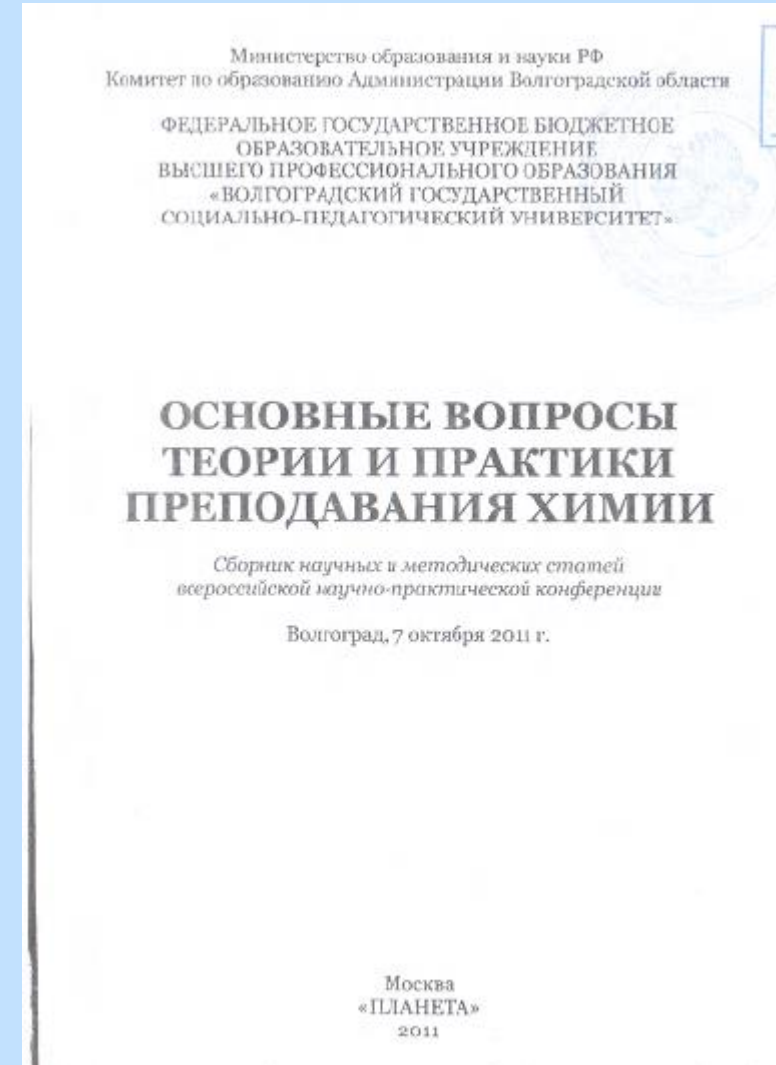 Министерство образования и науки РФ
Комитет по образованию Администрации Волгоградской области
ФЕДЕРАЛЬНОЕ ГОСУДАРСТВЕННОЕ БЮДЖЕТНОЕ
ОБРАЗОВАТЕЛЬНОЕ УЧРЕЖДЕНИЕ
ВЫСШЕГО ПРОФЕССИОНАЛЬНОГО ОБРАЗОВАНИЯ
«ВОЛГОГРАДСКИЙ ГОСУДАРСТВЕННЫЙ
СОЦИАЛЬНО-ПЕДАГОГИЧЕСКИЙ УНИВЕРСИТЕТ»
ОСНОВНЫЕ ВОПРОСЫ
ТЕОРИИ И ПРАКТИКИ
ПРЕПОДАВАНИЯ ХИМИИ
Сборник научных и методических статей
всероссийской научно-практической конференции
Волгоград, 7 октября 2011 г.
Москва
«ПЛАНЕТА»
2011